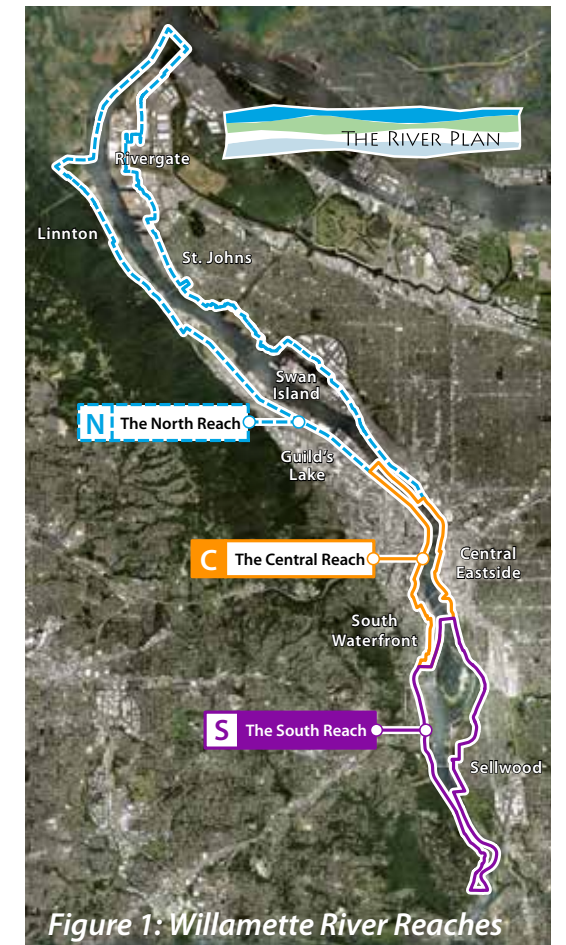 THE RIVER PLAN
Rivergate
Linnton
St. Johns
Swan
Island
N The North Reach
Guild's
Lake
C The Central Reach
Central
Eastside
South
Waterfront
S The South Reach
Sellwood
Figure 1: Willamette River Reaches